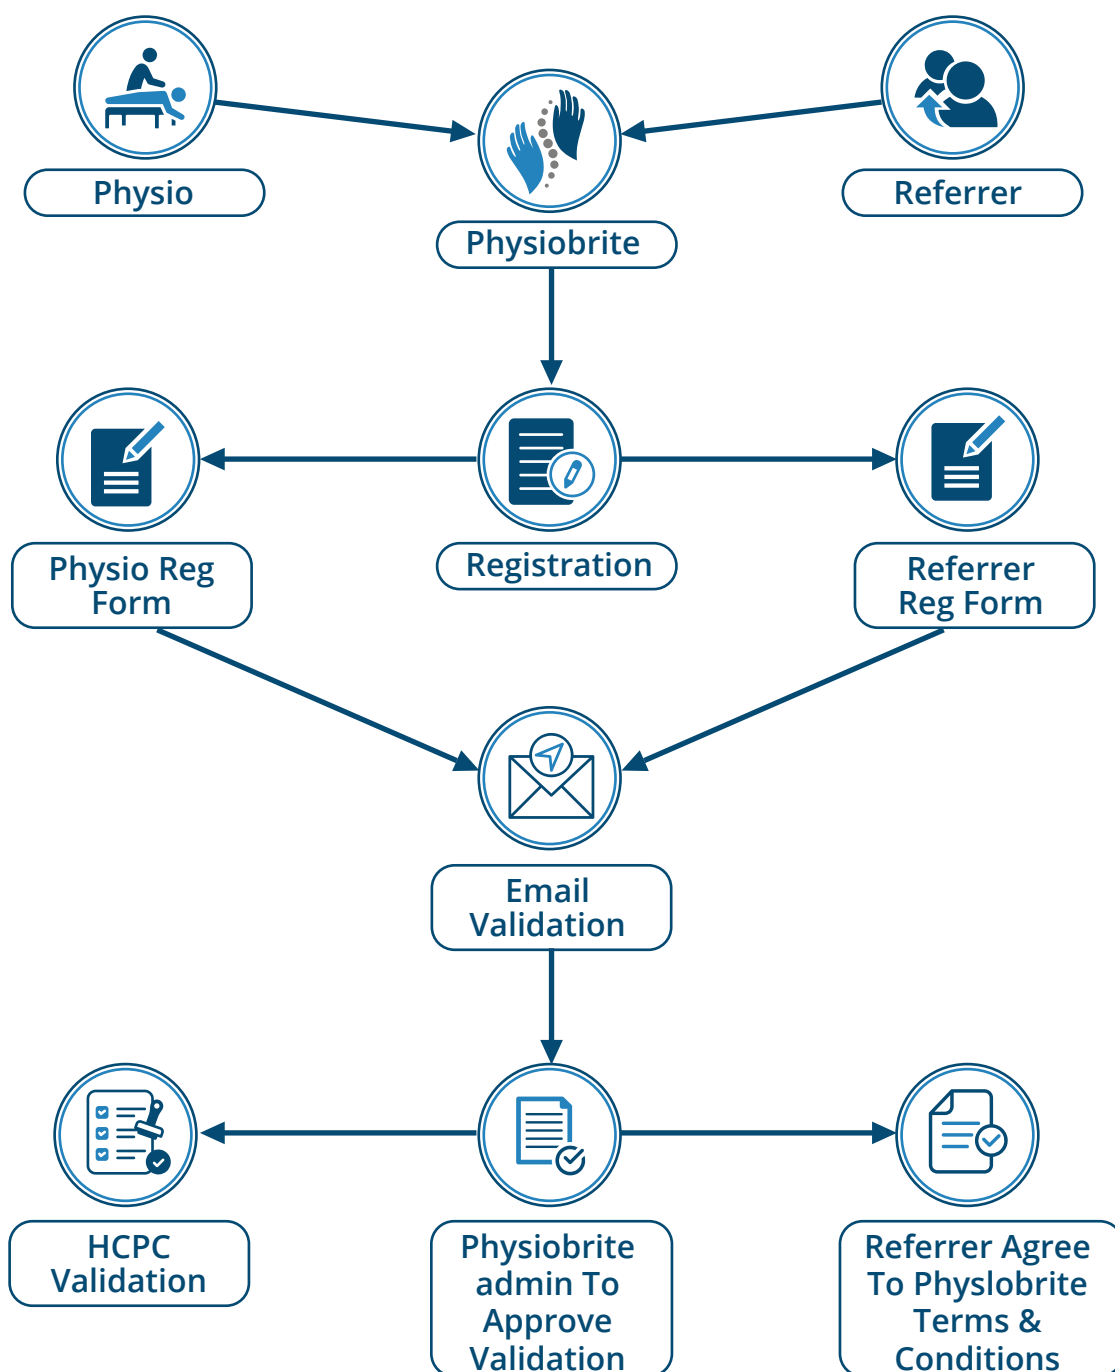 Physio
Referrer
Physiobrite
Physio Reg
Form
Registration
Referrer
Reg Form
Email
Validation
HCPC
Validation
Physiobrite
admin To
Approve
Validation
Referrer Agree
To Physlobrite
Terms &
Conditions